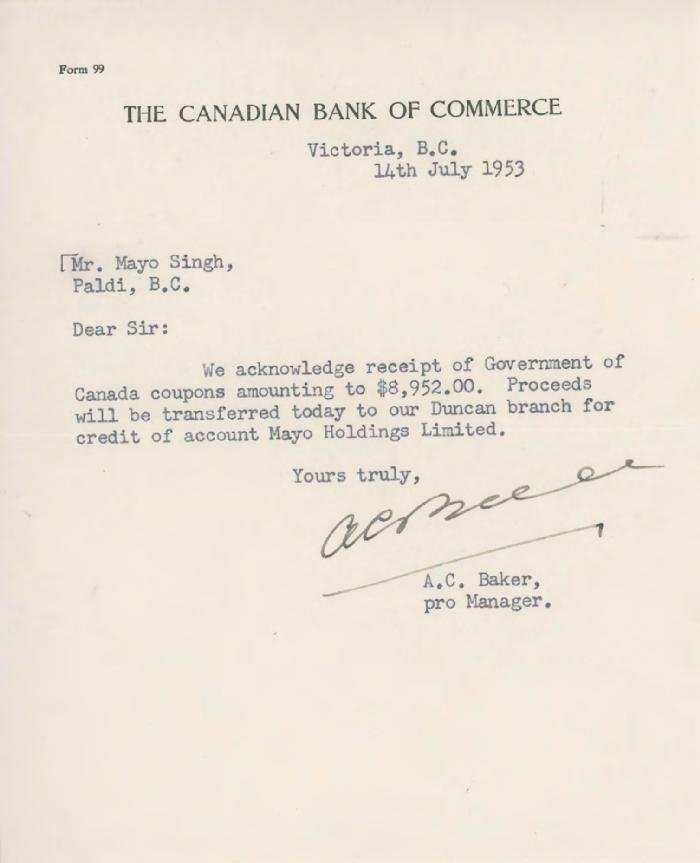 Form 99
THE CANADIAN BANK OF COMMERCE
Victoria, B.C.
14th July 1953
Mr. Mayo Singh,
Paldi, B.C.
Dear Sir:
We acknowledge receipt of Government of
Canada coupons amounting to $8,952.00. Proceeds
will be transferred today to our Duncan branch for
credit of account Mayo Holdings Limited.
Yours truly,
A.C. Baker,
pro Manager.